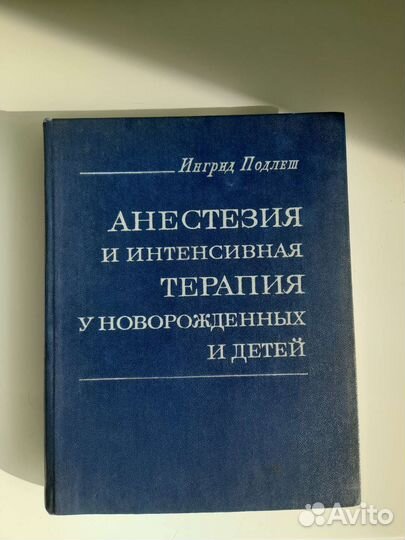 Ингрид Подлеш
АНЕСТЕЗИЯ
И ИНТЕНСИВНАЯ
ТЕРАПИЯ
У НОВОРОЖДЕННЫХ
И ДЕТЕЙ
Avito